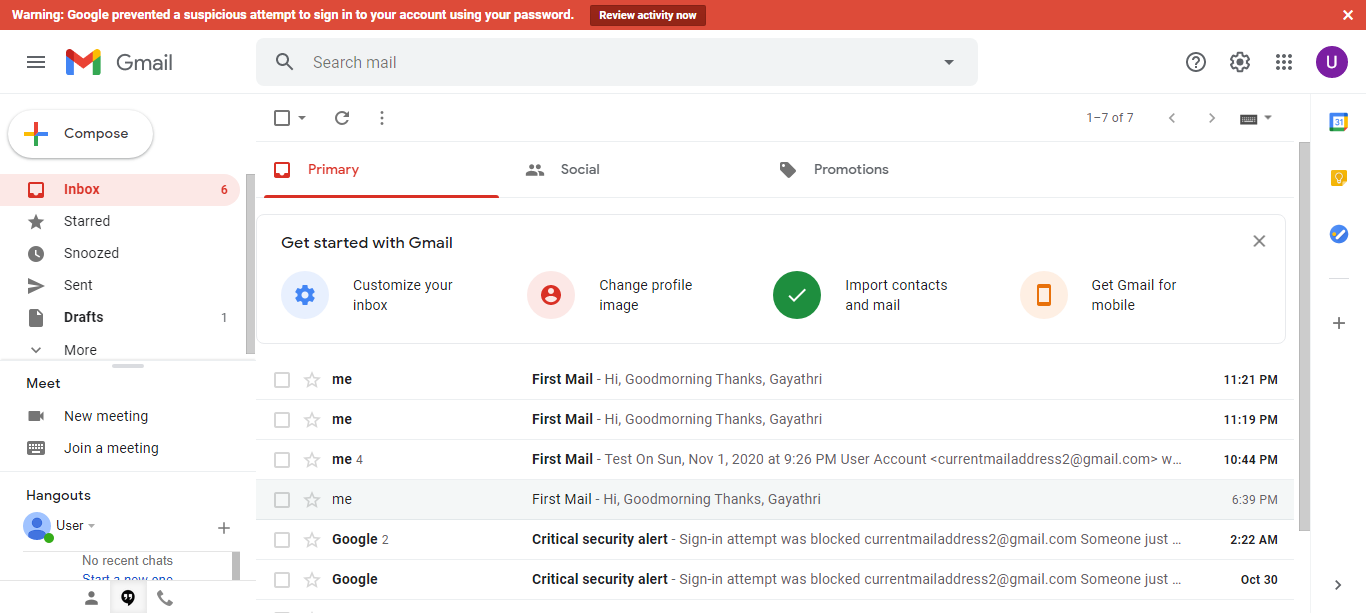 Warning: Google prevented a suspicious attempt to sign in to your account using your password. Review activity now
Gmail
Search mail
U
Compose
1–7 of 7
31
Primary
Social
Promotions
Inbox 6
Starred
Snoozed
Sent
Drafts 1
More
Get started with Gmail
Customize your
inbox
Change profile
image
Import contacts
and mail
Get Gmail for
mobile
me First Mail - Hi, Goodmorning Thanks, Gayathri 11:21 PM
me First Mail - Hi, Goodmorning Thanks, Gayathri 11:19 PM
me 4 First Mail - Test On Sun, Nov 1, 2020 at 9:26 PM User Account <currentmailaddress2@gmail.com> w... 10:44 PM
me First Mail - Hi, Goodmorning Thanks, Gayathri 6:39 PM
Google 2 Critical security alert - Sign-in attempt was blocked currentmailaddress2@gmail.com Someone just ... 2:22 AM
Google Critical security alert - Sign-in attempt was blocked currentmailaddress2@gmail.com Someone just ... Oct 30
Meet
New meeting
Join a meeting
Hangouts
User
No recent chats
Start a new one